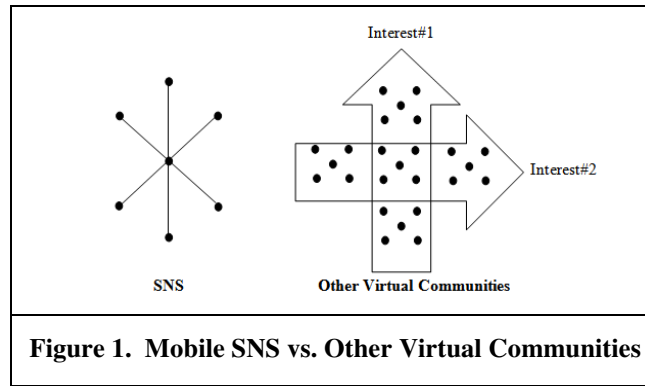 Interest#1
Interest#2
SNS
Other Virtual Communities
Figure 1. Mobile SNS vs. Other Virtual Communities